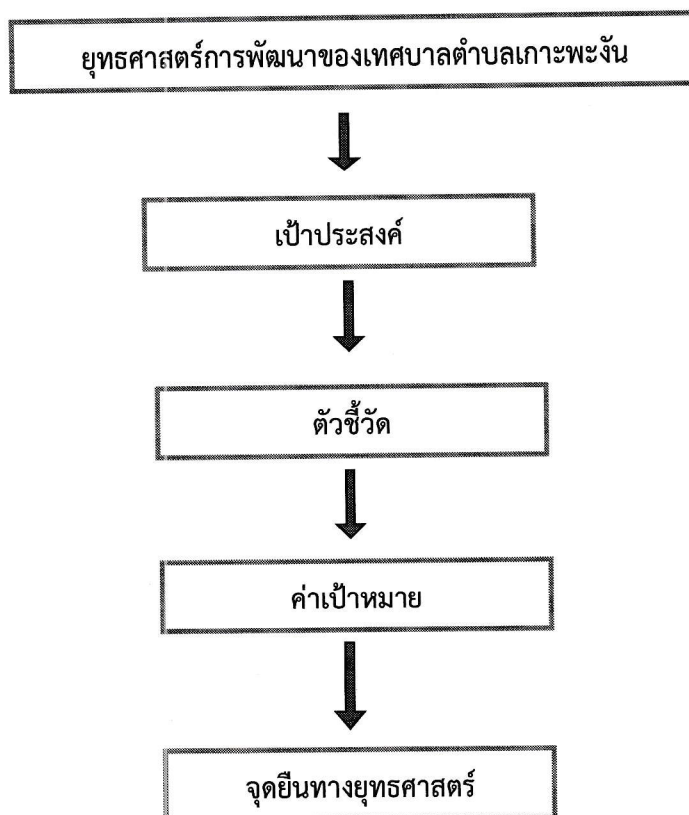 ยุทธศาสตร์การพัฒนาของเทศบาลตำบลเกาะพะงัน
เป้าประสงค์
ตัวชี้วัด
ค่าเป้าหมาย
จุดยืนทางยุทธศาสตร์